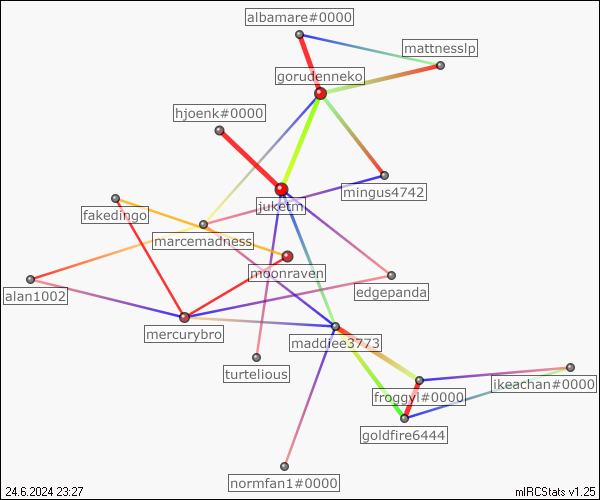 albamare#0000
mattnesslp
gorudenneko
hjoenk#0000
mingus4742
juketm
fakedingo
marcemadness
moonraven
edgepanda
alan1002
mercurybro
maddiee3773
turtelious
ikeachan#0000
froggyl#0000
goldfire6444
normfan1#0000
24.6.2024 23:27
mIRCStats v1.25